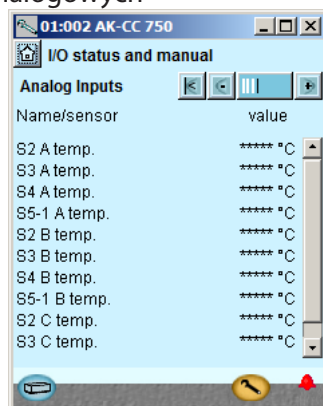 01:002 AK-CC 750
I/O status and manual
Analog Inputs
Name/sensor value
S2 A temp. ***** °C
S3 A temp. ***** °C
S4 A temp. ***** °C
S5-1 A temp. ***** °C
S2 B temp. ***** °C
S3 B temp. ***** °C
S4 B temp. ***** °C
S5-1 B temp. ***** °C
S2 C temp. ***** °C
S3 C temp. ***** °C